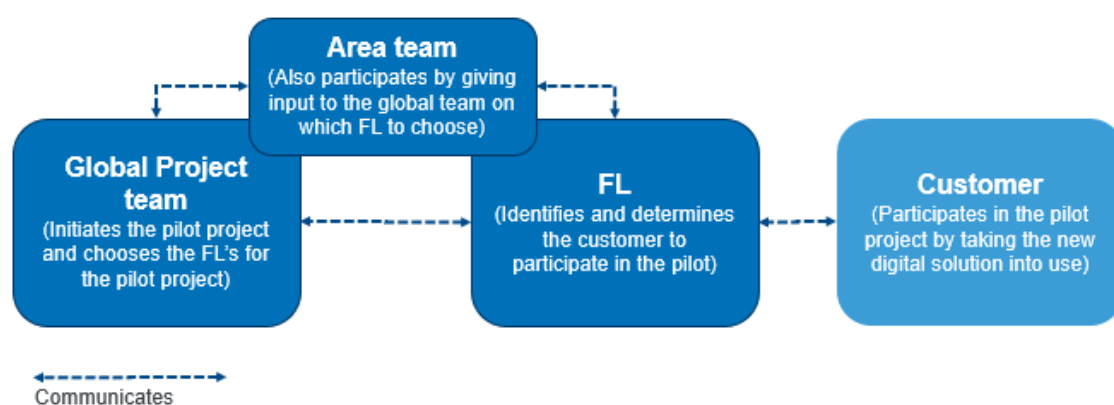 Area team
(Also participates by giving
input to the global team on
which FL to choose)
Global Project
team
(Initiates the pilot project
and chooses the FL's for
the pilot project)
FL
(Identifies and determines
the customer to
participate in the pilot)
Customer
(Participates in the pilot
project by taking the new
digital solution into use)
Communicates